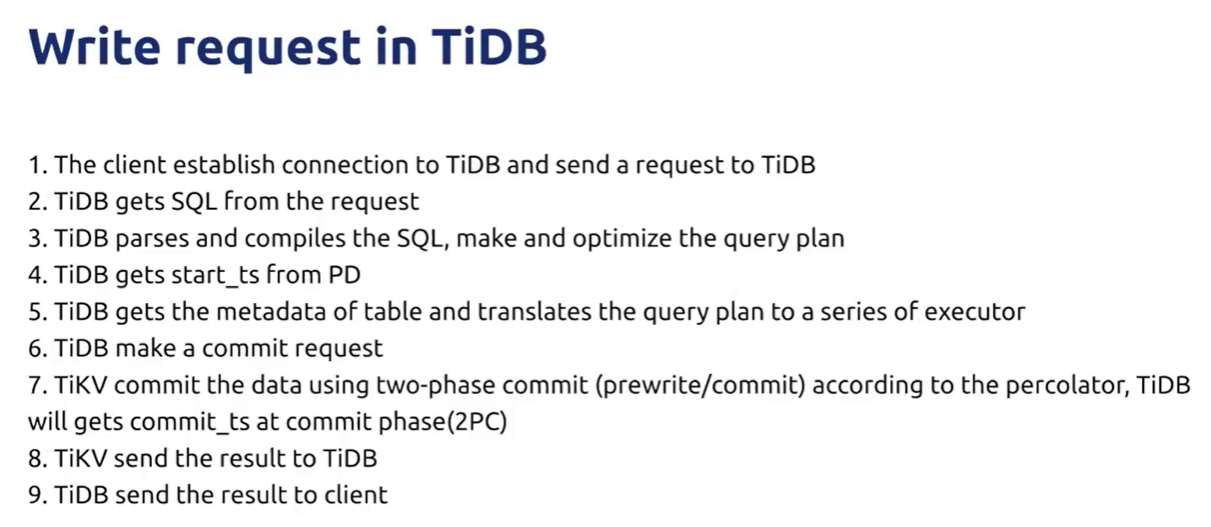 Write request in TiDB
1. The client establish connection to TiDB and send a request to TiDB
2. TiDB gets SQL from the request
3. TiDB parses and compiles the SQL, make and optimize the query plan
4. TiDB gets start_ts from PD
5. TiDB gets the metadata of table and translates the query plan to a series of executor
6. TiDB make a commit request
7. TiKV commit the data using two-phase commit (prewrite/commit) according to the percolator, TiDB
will gets commit_ts at commit phase(2PC)
8. TiKV send the result to TiDB
9. TiDB send the result to client